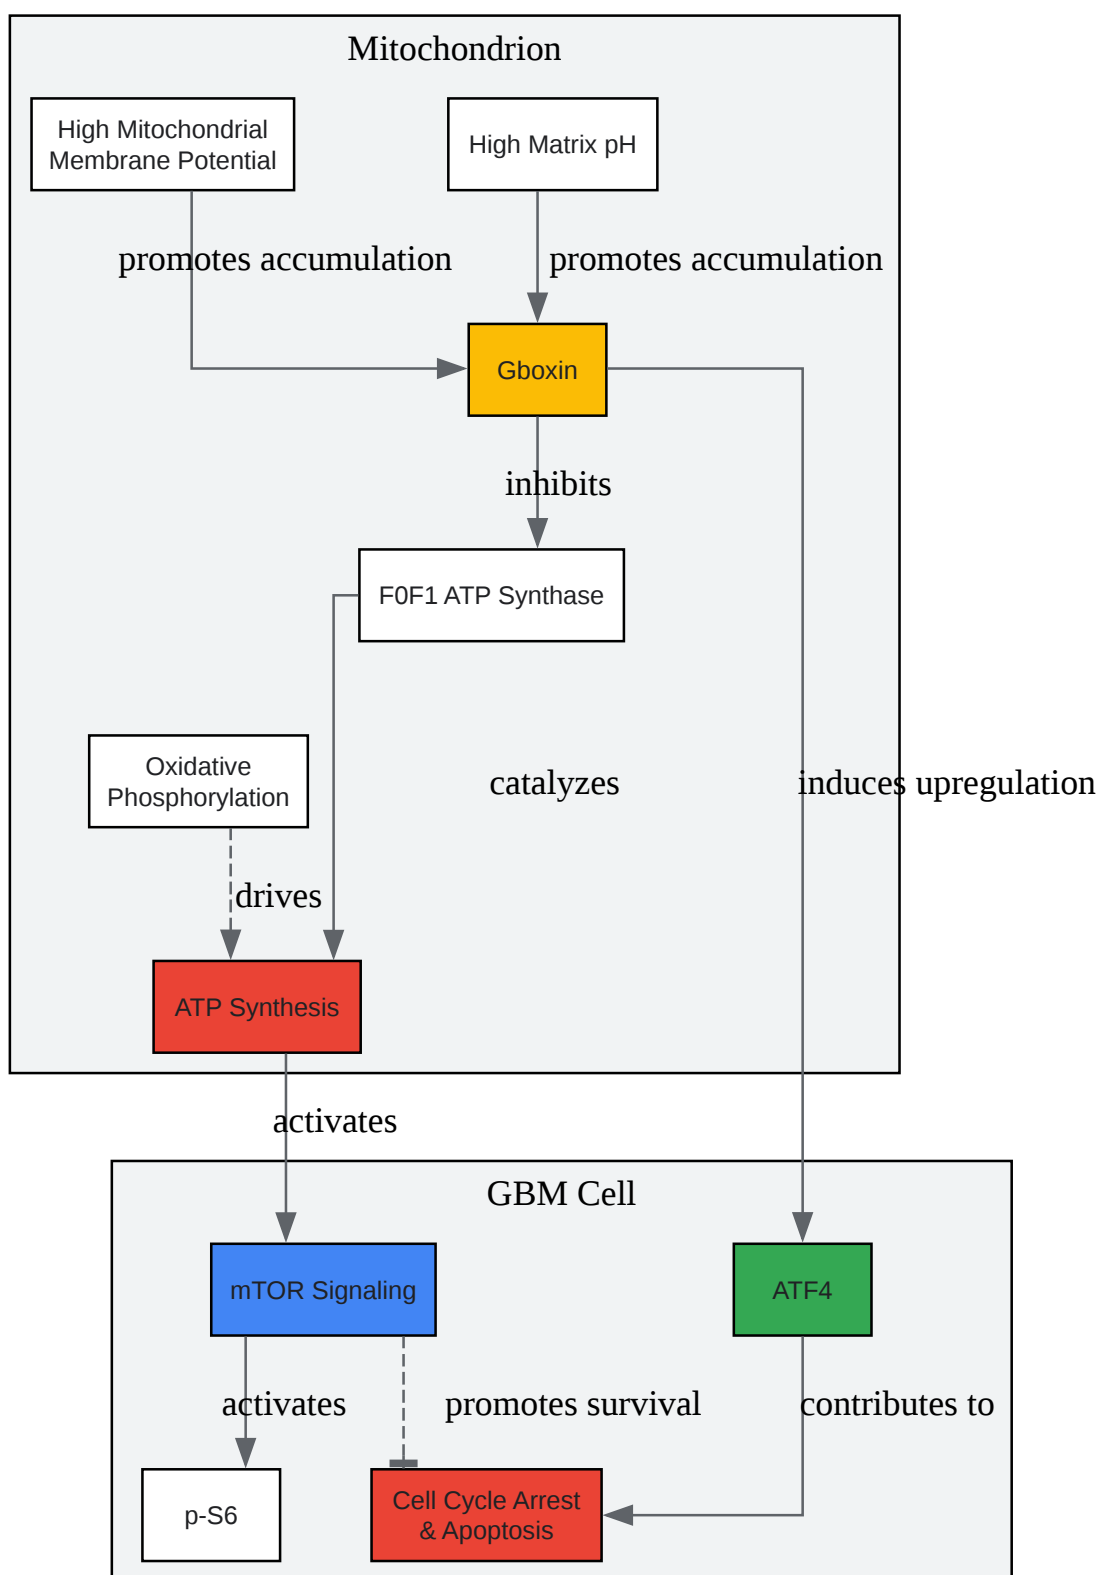 Mitochondrion
High Mitochondrial
Membrane Potential
High Matrix pH
promotes accumulation
promotes accumulation
Gboxin
inhibits
F0F1 ATP Synthase
Oxidative
Phosphorylation
catalyzes
induces upregulation
drives
ATP Synthesis
activates
GBM Cell
mTOR Signaling
ATF4
activates
promotes survival
contributes to
p-S6
Cell Cycle Arrest
& Apoptosis